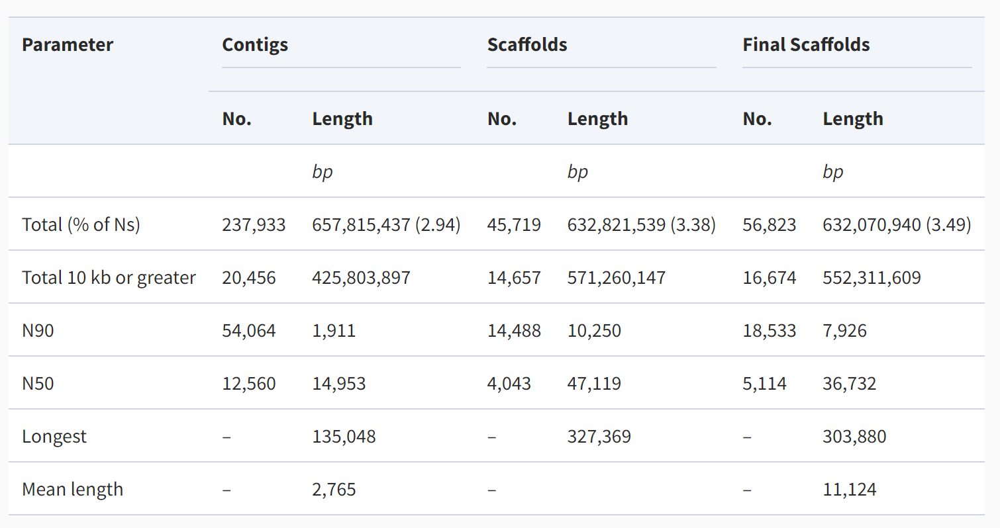 Parameter Contigs Scaffolds Final Scaffolds
No. Length No. Length No. Length
bp bp bp
Total (% of Ns) 237,933 657,815,437 (2.94) 45,719 632,821,539 (3.38) 56,823 632,070,940 (3.49)
Total 10 kb or greater 20,456 425,803,897 14,657 571,260,147 16,674 552,311,609
N90 54,064 1,911 14,488 10,250 18,533 7,926
N50 12,560 14,953 4,043 47,119 5,114 36,732
Longest – 135,048 – 327,369 – 303,880
Mean length – 2,765 – – 11,124